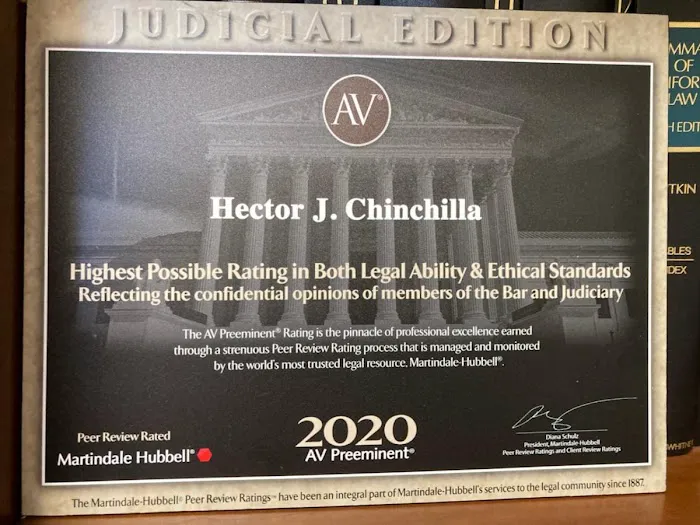 JUDICIAL EDITION
AV®
Hector J. Chinchilla
Highest Possible Rating in Both Legal Ability & Ethical Standards
Reflecting the confidential opinions of members of the Bar and Judiciary
The AV Preeminent® Rating is the pinnacle of professional excellence earned
through a strenuous Peer Review Rating process that is managed and monitored
by the world's most trusted legal resource, Martindale-Hubbell®.
Peer Review Rated
Martindale Hubbell®
2020
AV Preeminent®
Diana Schulz
President, Martindale-Hubbell
Peer Review Ratings and Client Review Ratings
The Martindale-Hubbell® Peer Review Ratings™ have been an integral part of Martindale-Hubbell's services to the legal community since 1887.
OF
LAW